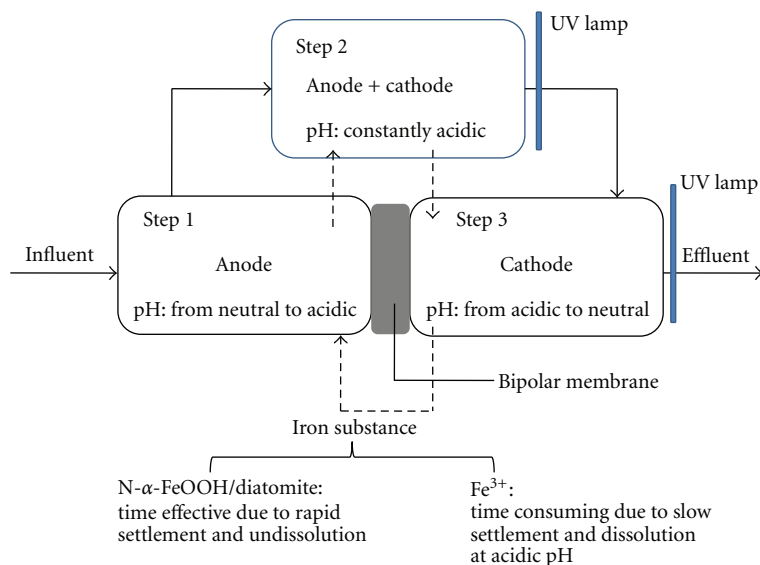 UV lamp
Step 2
Anode + cathode
pH: constantly acidic
UV lamp
Step 1
Step 3
Influent
Anode
Cathode
Effluent
pH: from neutral to acidic
pH: from acidic to neutral
Bipolar membrane
Iron substance
N-α-FeOOH/diatomite:
time effective due to rapid
settlement and undissolution
Fe³⁺:
time consuming due to slow
settlement and dissolution
at acidic pH